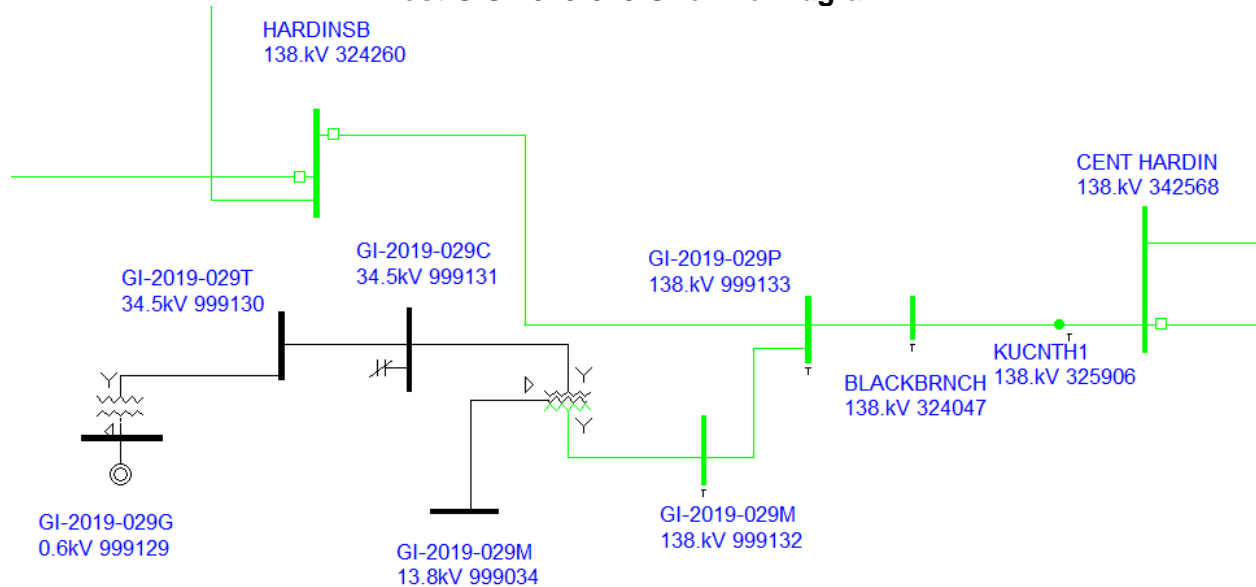 HARDINSB
138.kV 324260
CENT HARDIN
138.kV 342568
GI-2019-029C
34.5kV 999131
GI-2019-029P
138.kV 999133
GI-2019-029T
34.5kV 999130
KUCNTH1
138.kV 325906
BLACKBRNCH
138.kV 324047
GI-2019-029M
138.kV 999132
GI-2019-029G
0.6kV 999129
GI-2019-029M
13.8kV 999034
T
T
T
T